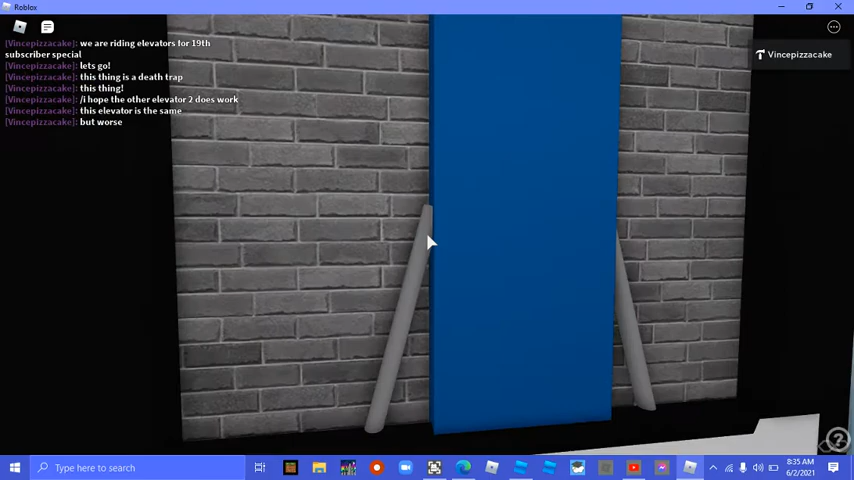 Roblox
[Vincepizzacake]: we are riding elevators for 19th
subscriber special
[Vincepizzacake]: lets go!
[Vincepizzacake]: this thing is a death trap
[Vincepizzacake]: this thing!
[Vincepizzacake]: /i hope the other elevator 2 does work
[Vincepizzacake]: this elevator is the same
[Vincepizzacake]: but worse
Vincepizzacake
?
Type here to search
8:35 AM
6/2/2021